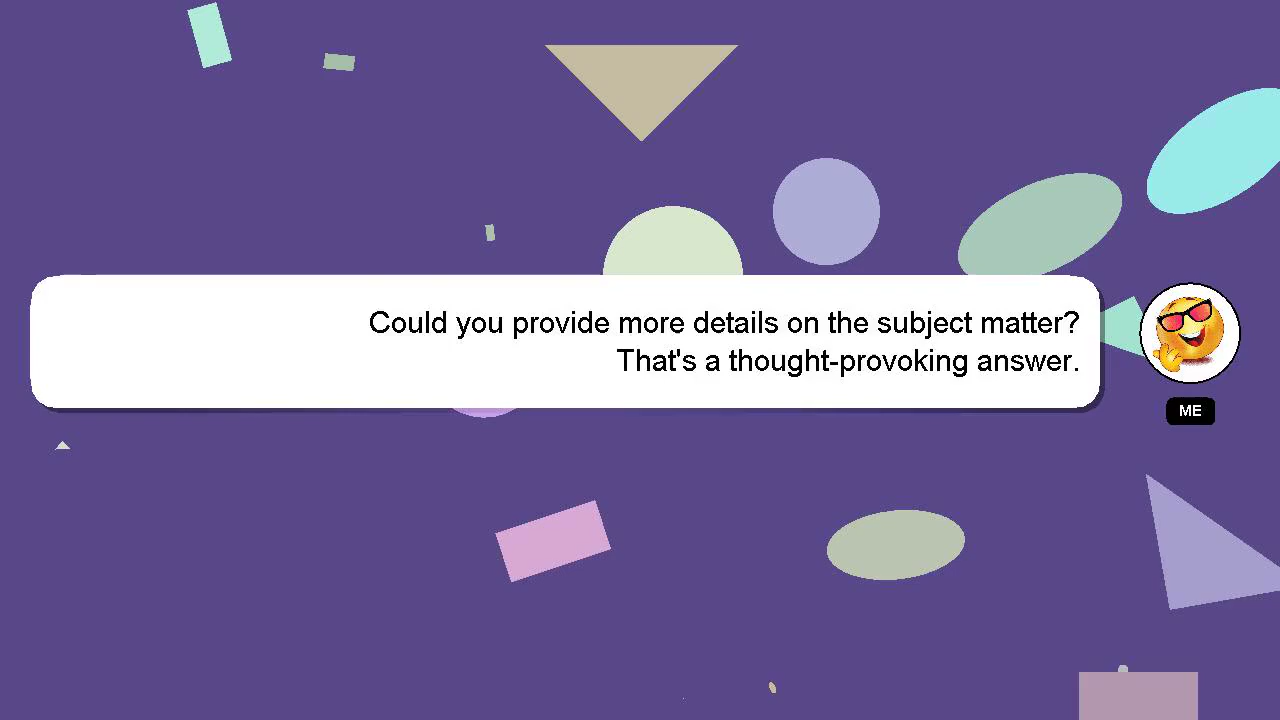 Could you provide more details on the subject matter?
That's a thought-provoking answer.
ME